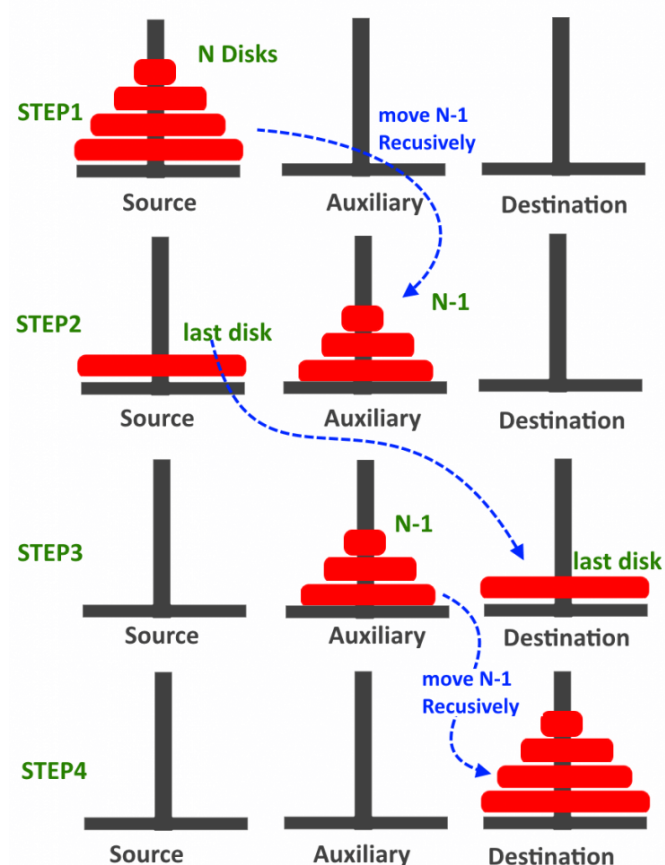 N Disks
STEP1
move N-1
Recusively
Source
Auxiliary
Destination
STEP2
last disk
N-1
Source
Auxiliary
Destination
STEP3
N-1
last disk
Source
Auxiliary
Destination
move N-1
Recusively
STEP4
Source
Auxiliary
Destination